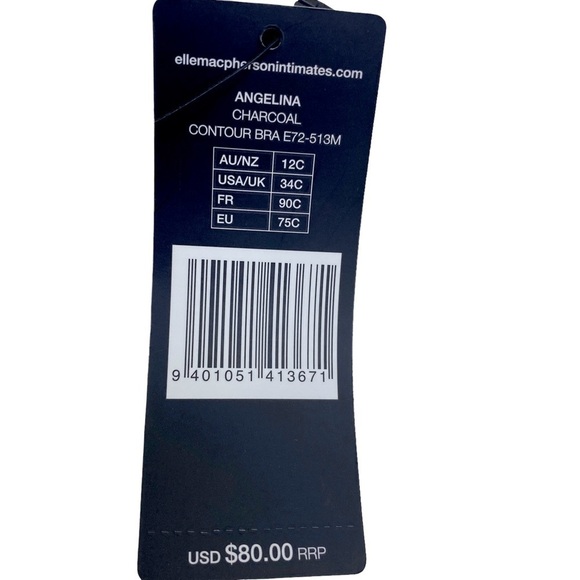 ellemacphersonintimates.com
ANGELINA
CHARCOAL
CONTOUR BRA E72-513M
AU/NZ 12C
USA/UK 34C
FR 90C
EU 75C
9 401051 413671
USD $80.00 RRP